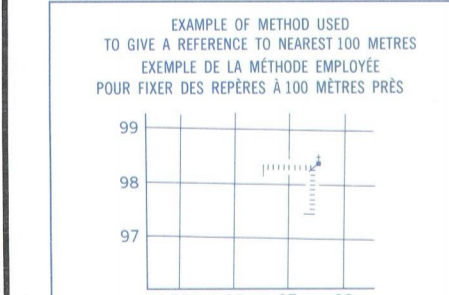 EXAMPLE OF METHOD USED
TO GIVE A REFERENCE TO NEAREST 100 METRES
EXEMPLE DE LA MÉTHODE EMPLOYÉE
POUR FIXER DES REPÈRES À 100 MÈTRES PRÈS
99
98
97